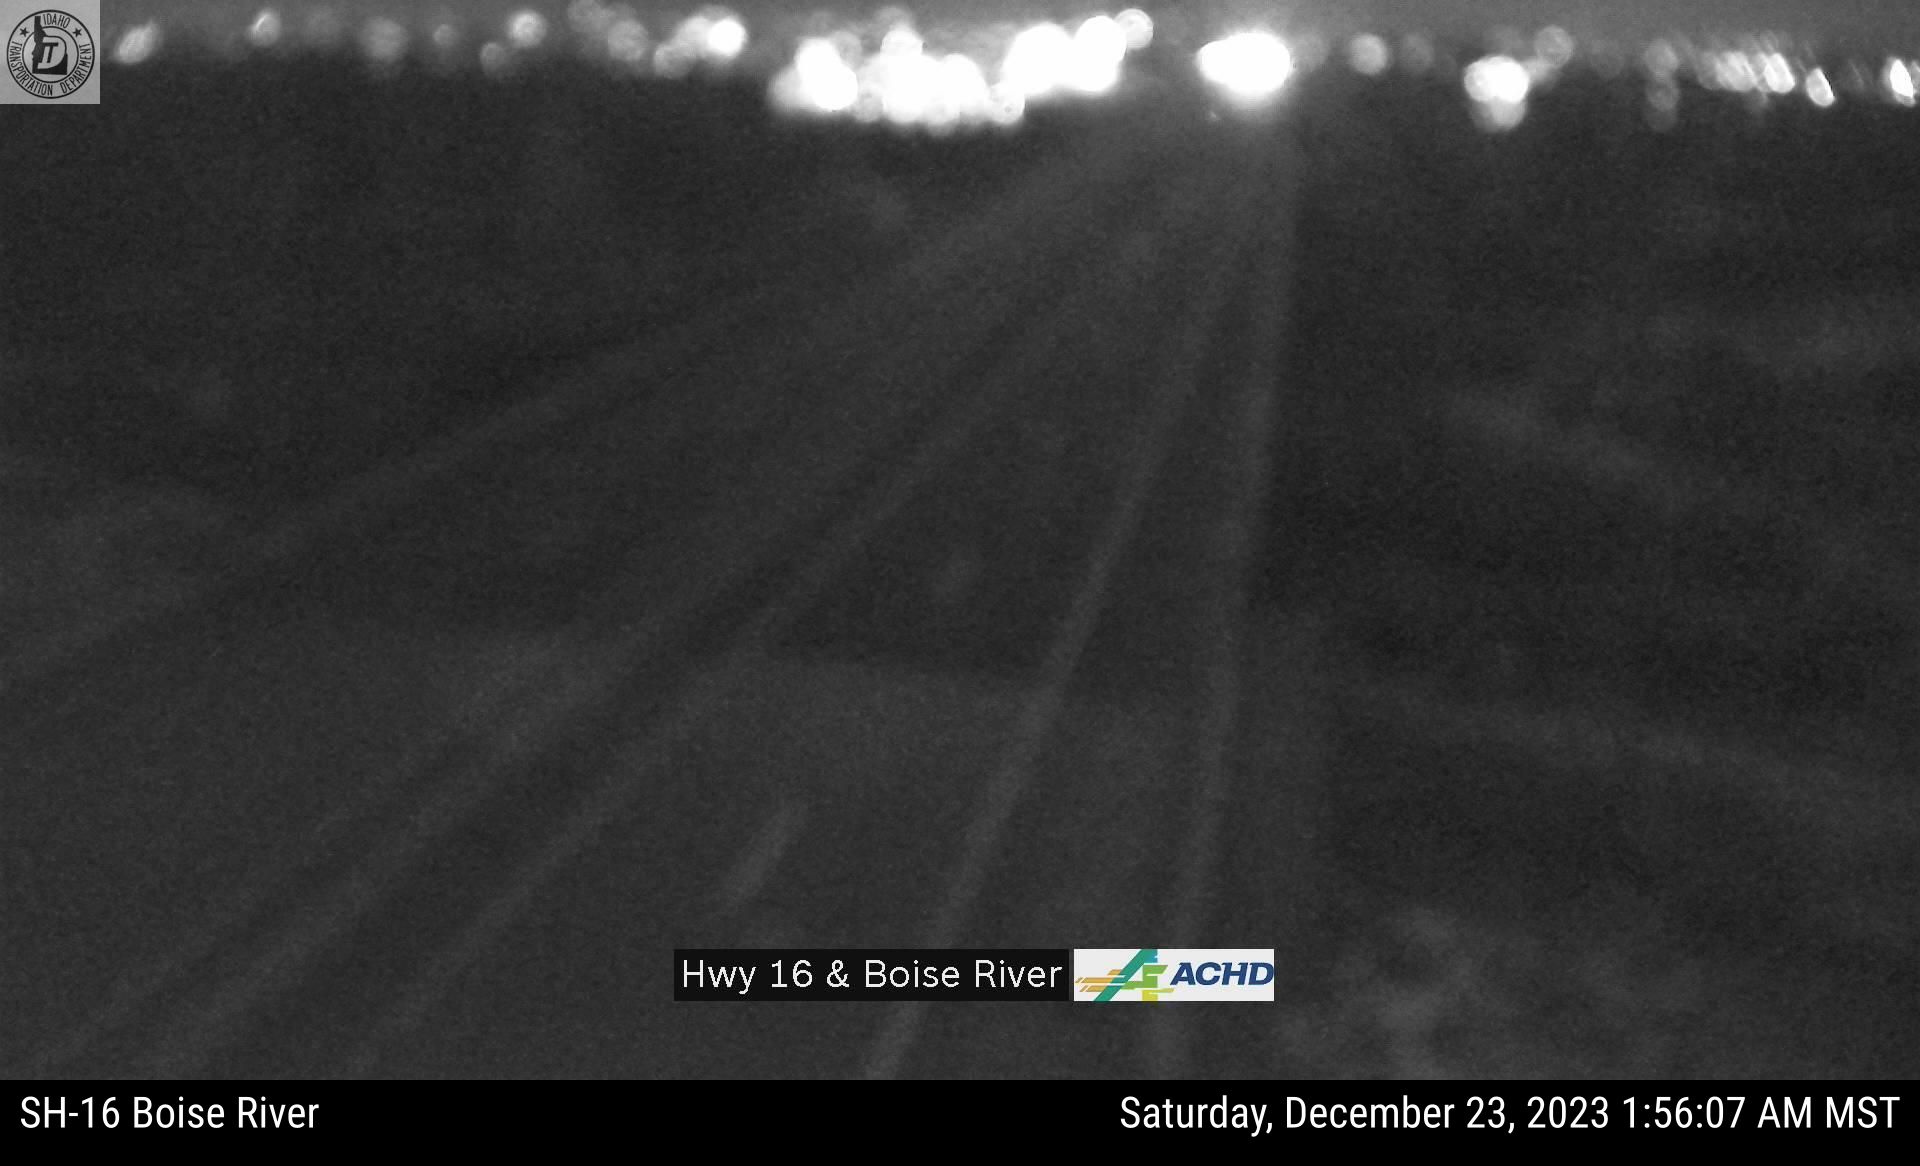 IDAHO
TRANSPORTATION DEPARTMENT
Hwy 16 & Boise River
ACHD
SH-16 Boise River
Saturday, December 23, 2023 1:56:07 AM MST